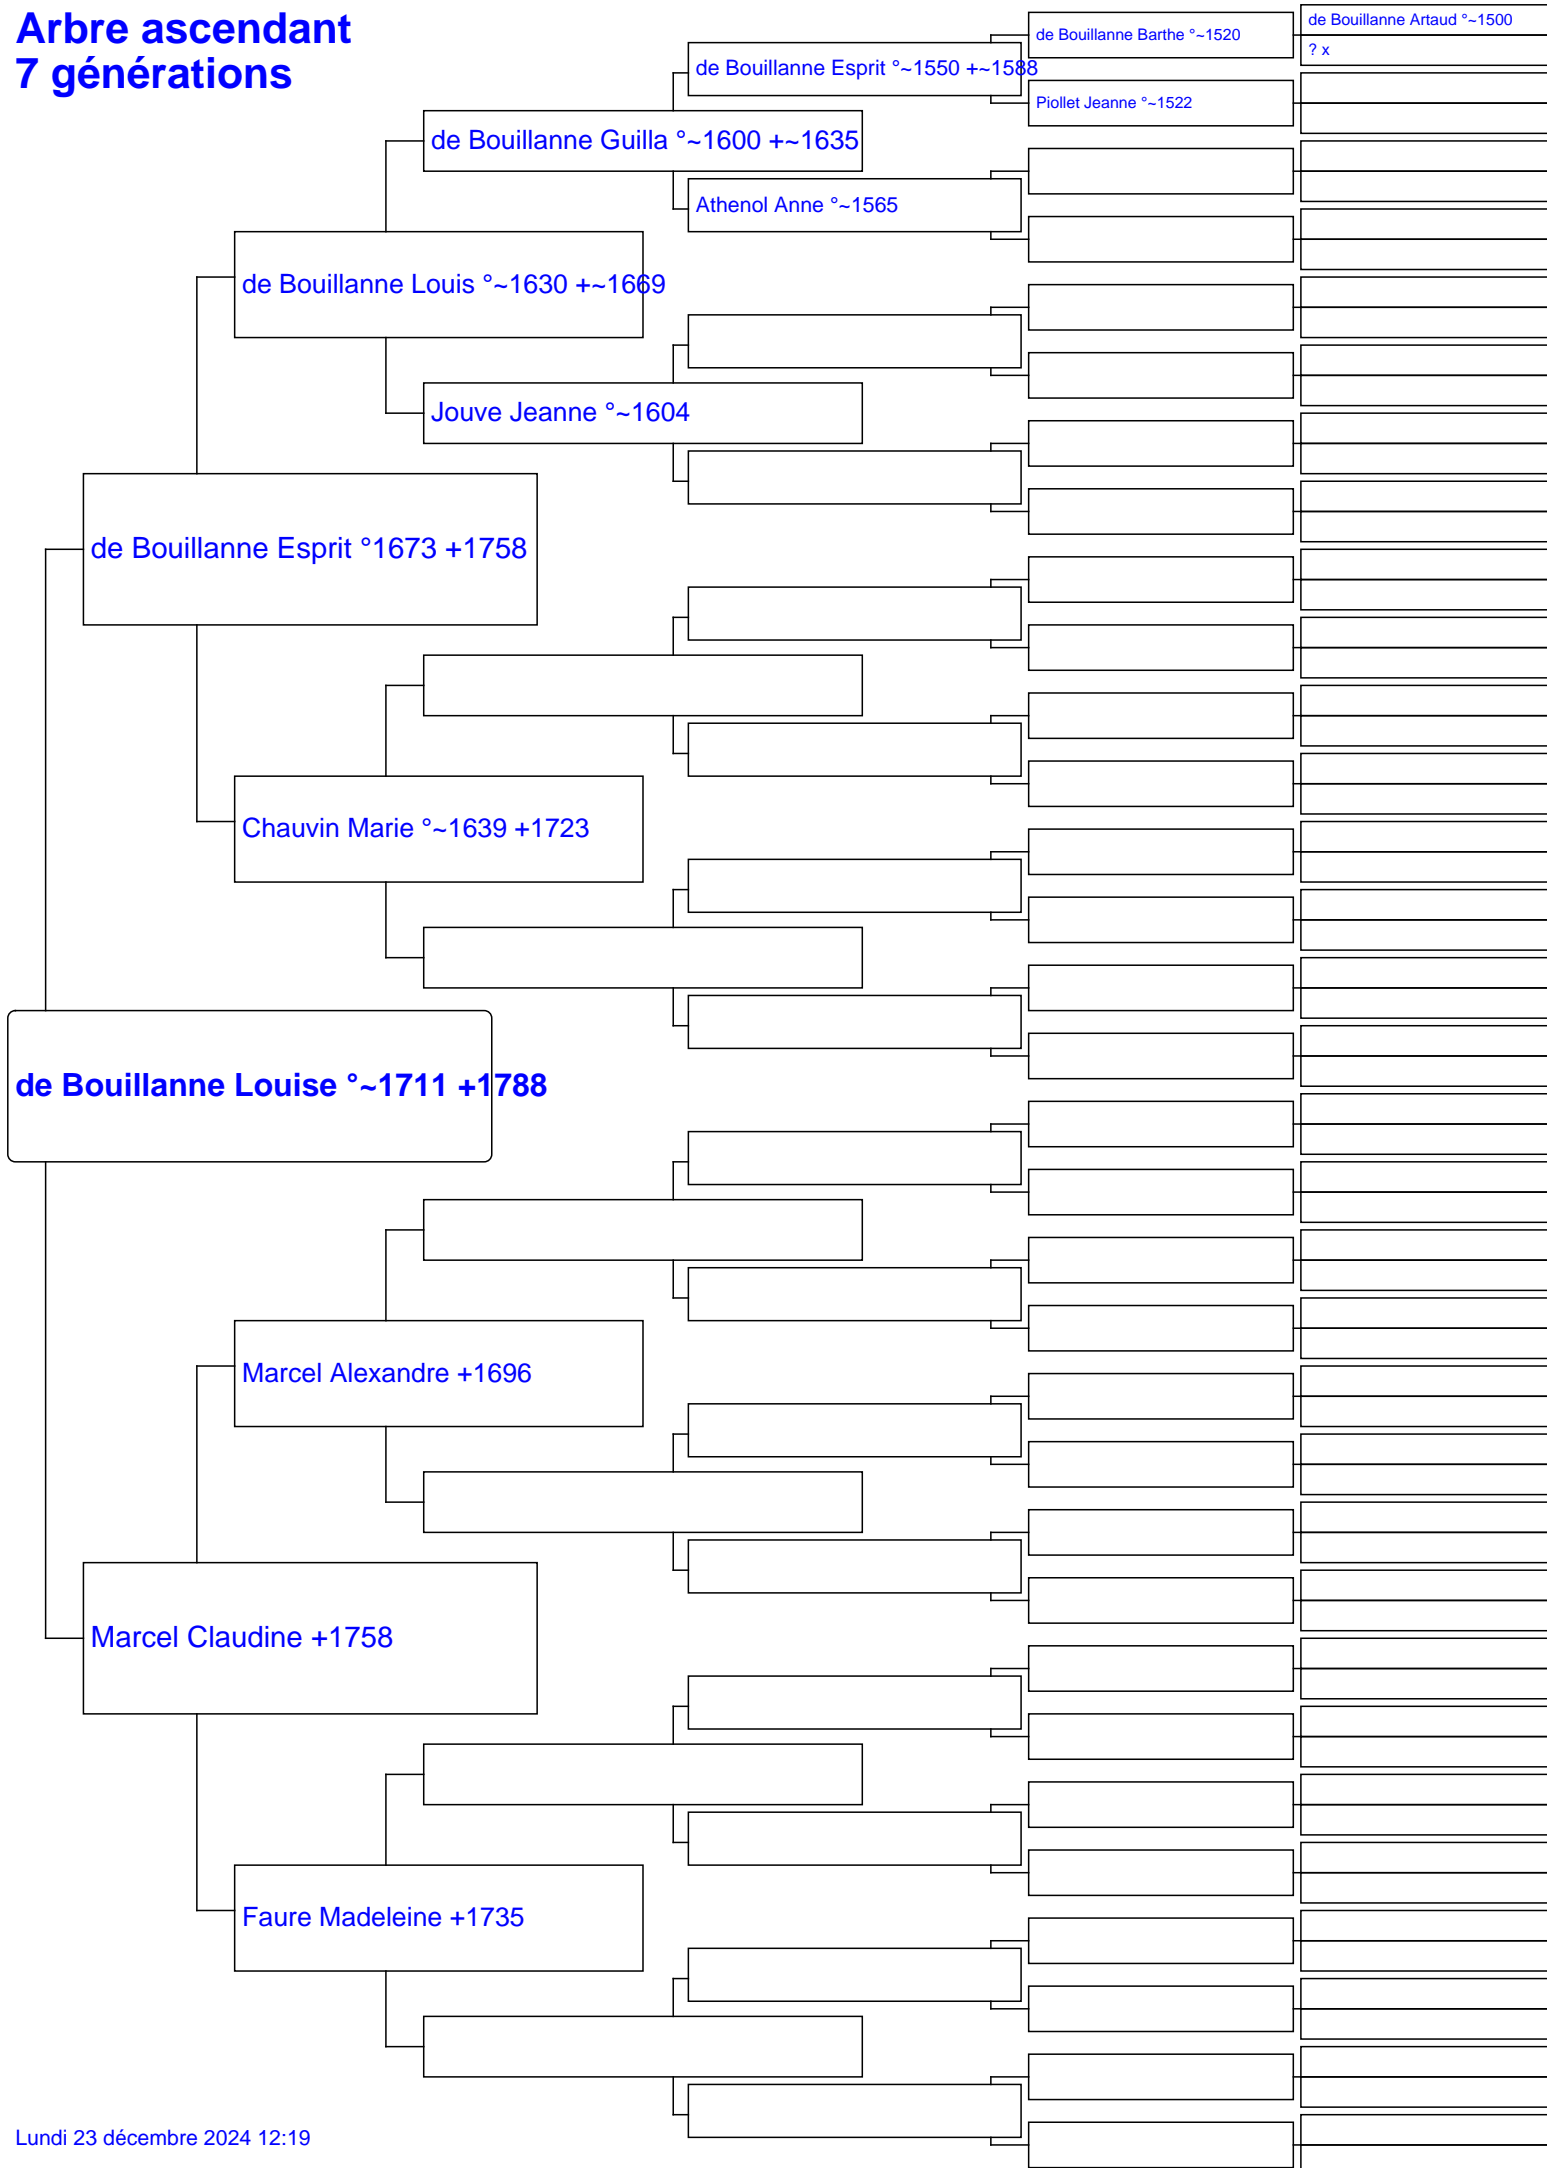 Arbre ascendant
7 générations
de Bouillanne Artaud °~1500
de Bouillanne Barthe °~1520
? x
de Bouillanne Esprit °~1550 +~1588
Piollet Jeanne °~1522
de Bouillanne Guilla °~1600 +~1635
Athenol Anne °~1565
de Bouillanne Louis °~1630 +~1669
Jouve Jeanne °~1604
de Bouillanne Esprit °1673 +1758
Chauvin Marie °~1639 +1723
de Bouillanne Louise °~1711 +1788
Marcel Alexandre +1696
Marcel Claudine +1758
Faure Madeleine +1735
Lundi 23 décembre 2024 12:19